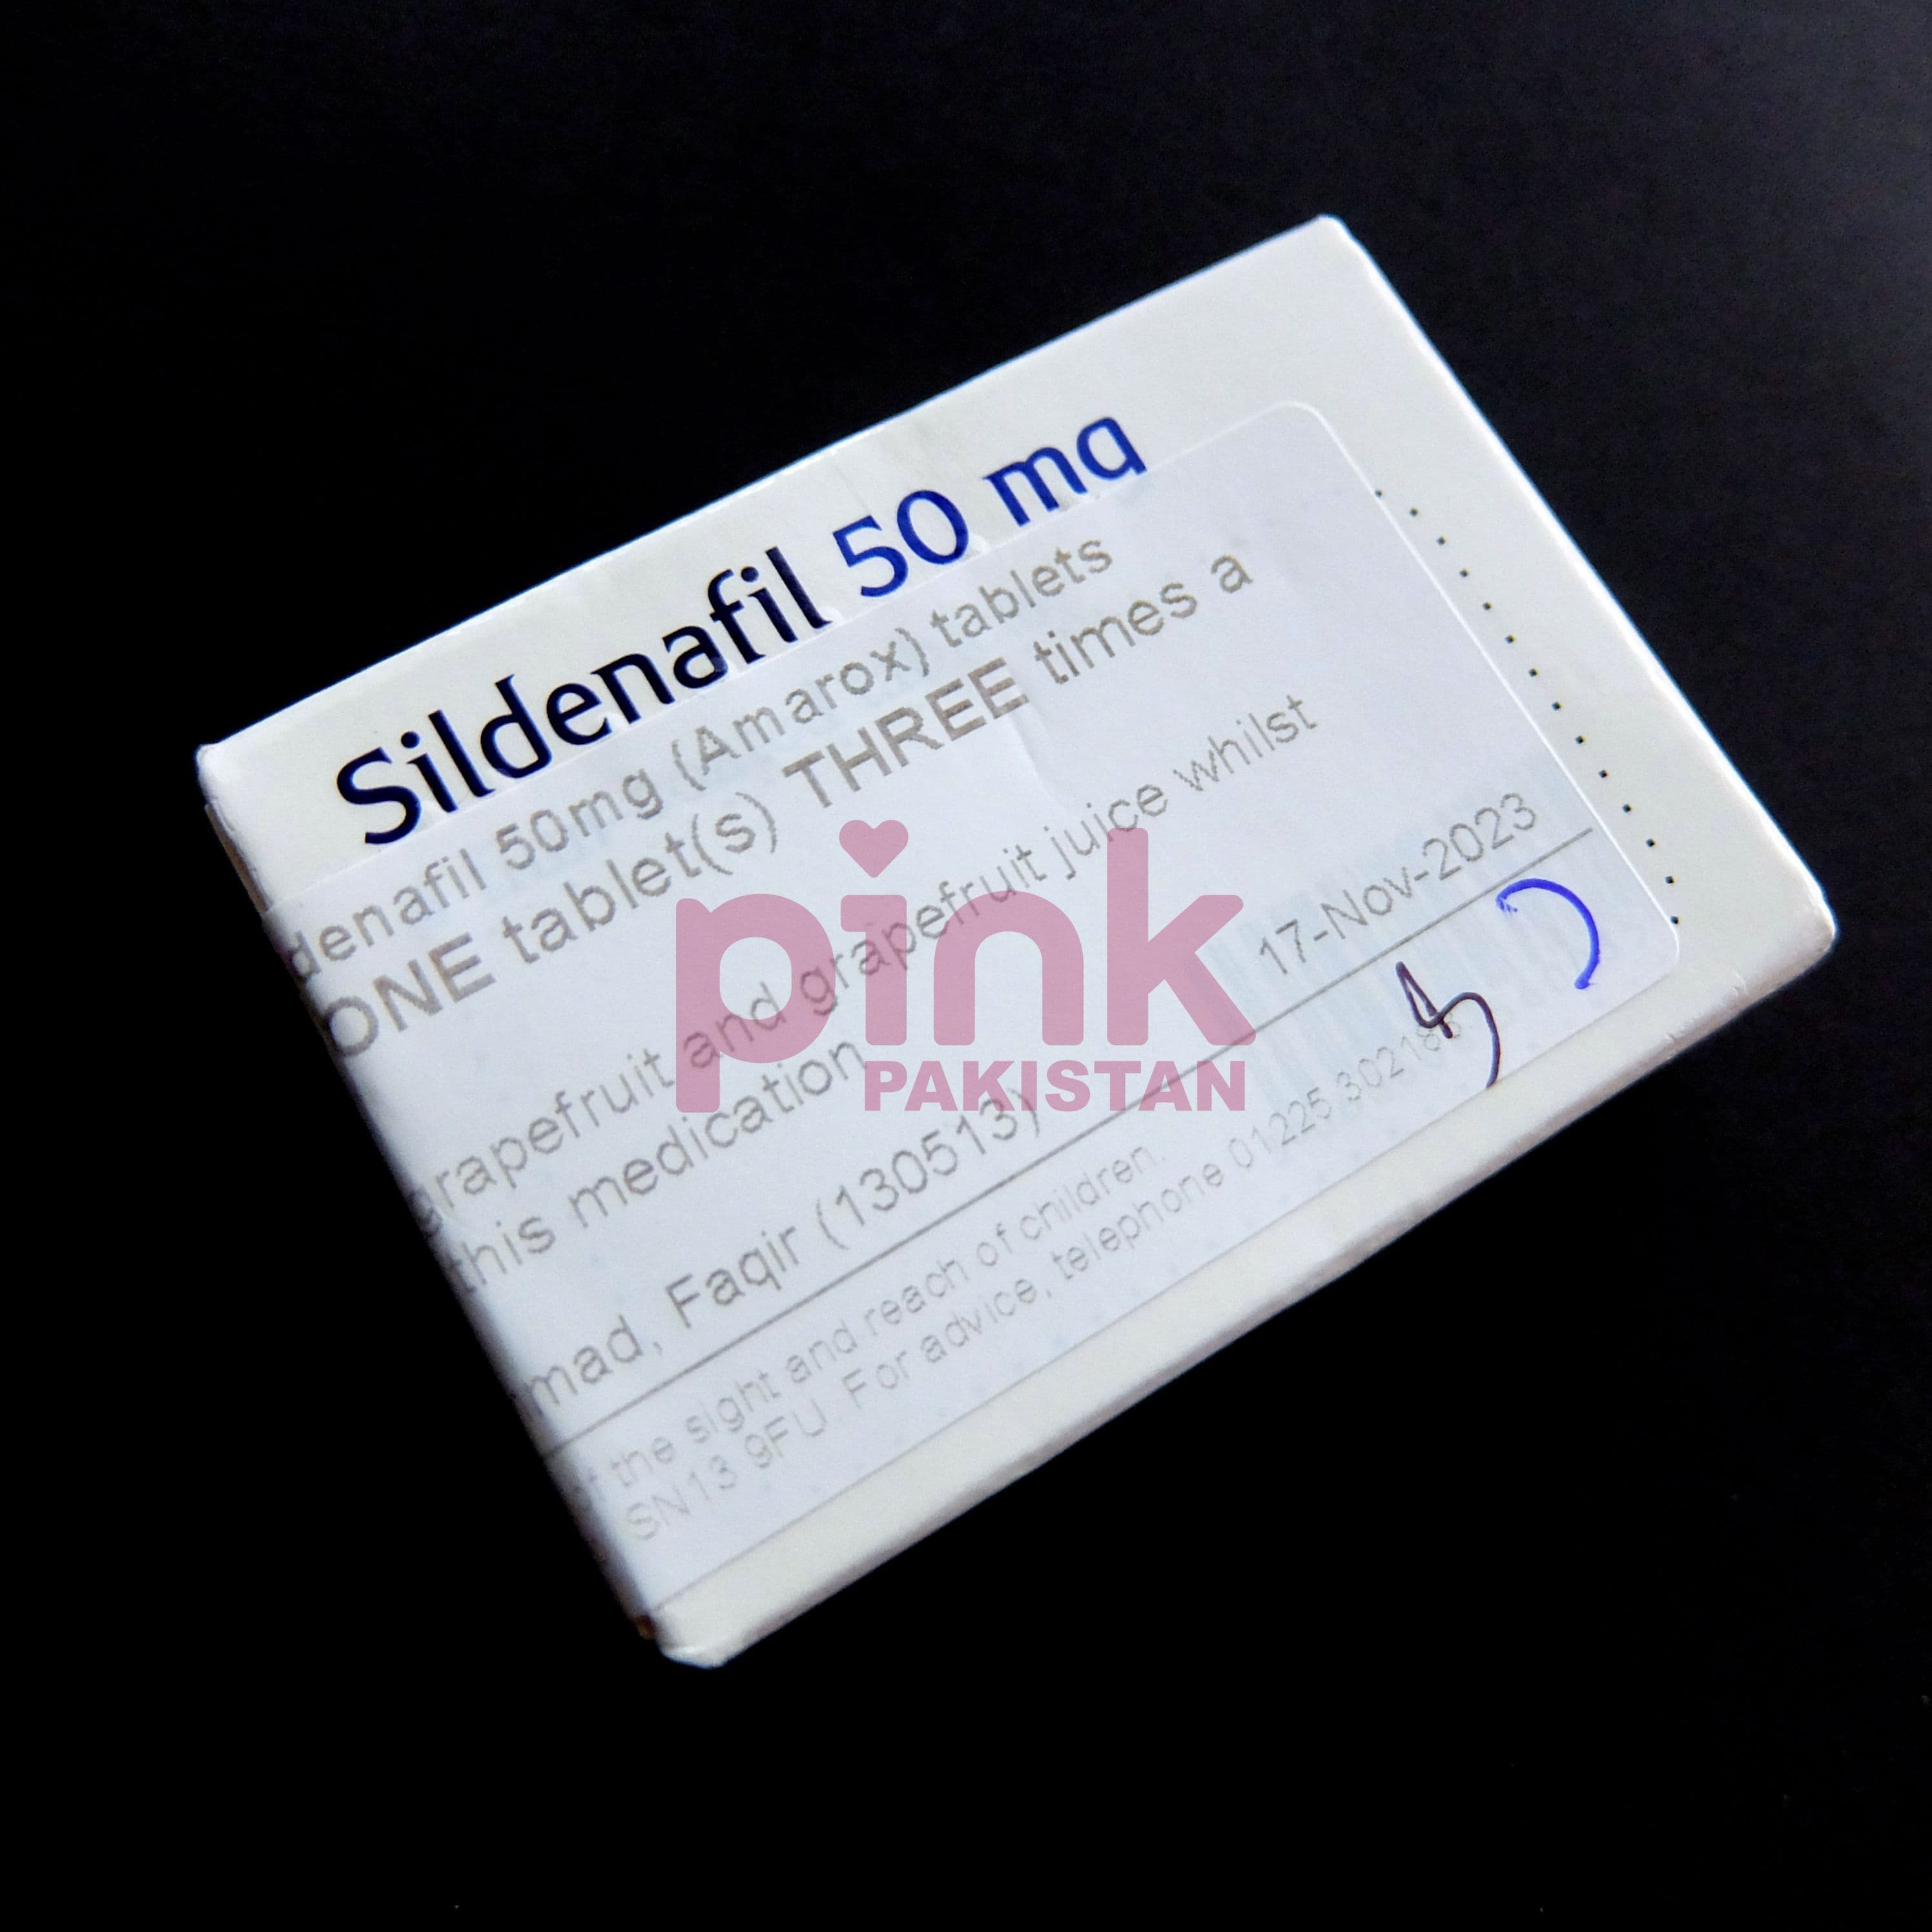 Sildenafil 50 mg
denafil 50mg (Amarox) tablets
ONE tablet(s) THREE times a
grapefruit and grapefruit juice whilst
this medication
mad, Faqir (130513) 17-Nov-2023
the sight and reach of children.
SN13 9FU. For advice, telephone 01225 302188
pink
PAKISTAN